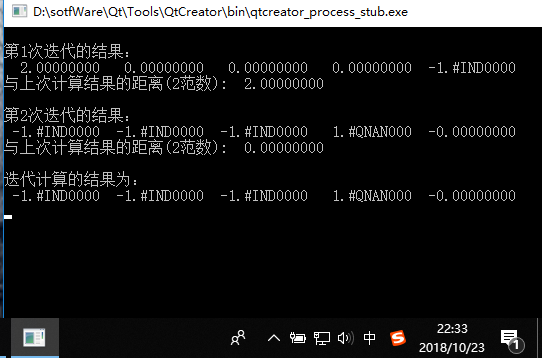 D:\sotfWare\Qt\Tools\QtCreator\bin\qtcreator_process_stub.exe
第1次迭代的结果:
2.00000000 0.00000000 0.00000000 0.00000000 -1.#IND0000
与上次计算结果的距离(2范数): 2.00000000
第2次迭代的结果:
-1.#IND0000 -1.#IND0000 -1.#IND0000 1.#QNAN000 -0.00000000
与上次计算结果的距离(2范数): 0.00000000
迭代计算的结果为:
-1.#IND0000 -1.#IND0000 -1.#IND0000 1.#QNAN000 -0.00000000
中
S
22:33
2018/10/23
1